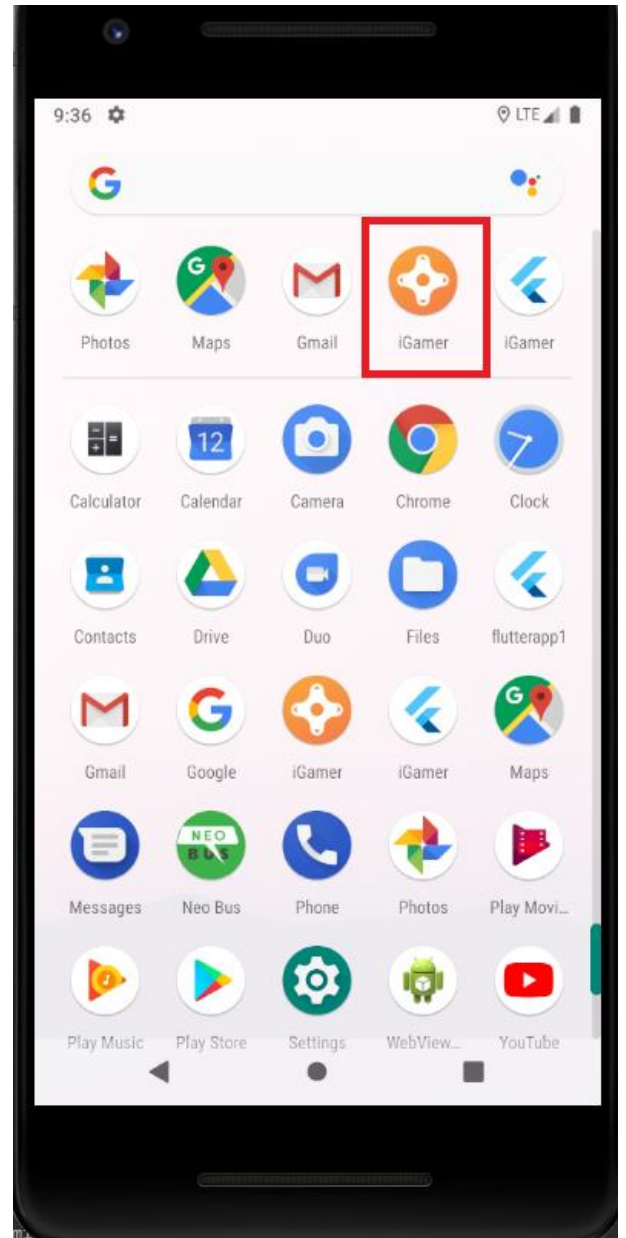 9:36 LTE
G
Photos Maps Gmail iGamer iGamer
12
Calculator Calendar Camera Chrome Clock
Contacts Drive Duo Files flutterapp1
Gmail Google iGamer iGamer Maps
NEO
BUS
Messages Neo Bus Phone Photos Play Movi...
Play Music Play Store Settings WebView... YouTube